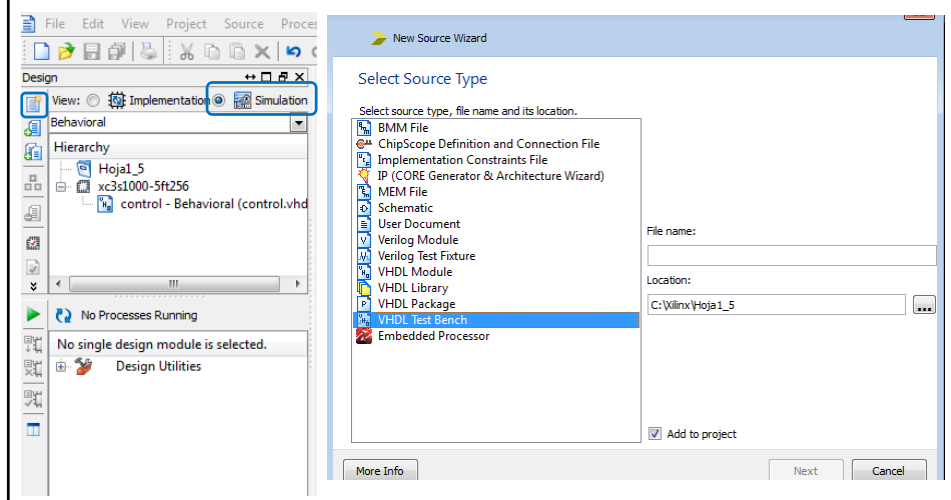 File Edit View Project Source Proces
Design
View: Implementation Simulation
Behavioral
Hierarchy
Hoja1_5
xc3s1000-5ft256
control - Behavioral (control.vhd
No Processes Running
No single design module is selected.
Design Utilities
New Source Wizard
Select Source Type
Select source type, file name and its location.
BMM File
ChipScope Definition and Connection File
Implementation Constraints File
IP (CORE Generator & Architecture Wizard)
MEM File
Schematic
User Document
Verilog Module
Verilog Test Fixture
VHDL Module
VHDL Library
VHDL Package
VHDL Test Bench
Embedded Processor
File name:
Location:
C:\Xilinx\Hoja1_5
...
Add to project
More Info
Next
Cancel